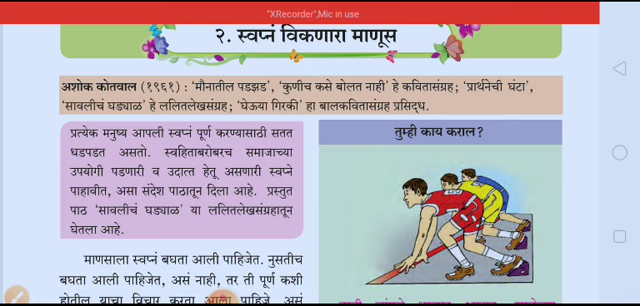 "XRecorder",Mic in use
२. स्वप्नं विकणारा माणूस
अशोक कोतवाल (१९६१) : ‘मौनातील पडझड’, ‘कुणीच कसे बोलत नाही’ हे कवितासंग्रह; ‘प्रार्थनेची घंटा’,
‘सावलीचं घड्याळ’ हे ललितलेखसंग्रह; ‘घेऊया गिरकी’ हा बालकवितासंग्रह प्रसिद्ध.
प्रत्येक मनुष्य आपली स्वप्नं पूर्ण करण्यासाठी सतत
धडपडत असतो. स्वहिताबरोबरच समाजाच्या
उपयोगी पडणारी व उदात्त हेतू असणारी स्वप्ने
पाहावीत, असा संदेश पाठातून दिला आहे. प्रस्तुत
पाठ ‘सावलीचं घड्याळ’ या ललितलेखसंग्रहातून
घेतला आहे.
माणसाला स्वप्नं बघता आली पाहिजेत. नुसतीच
बघता आली पाहिजेत, असं नाही, तर ती पूर्ण कशी
होतील याचा विचार करता आला पाहिजे. असं
तुम्ही काय कराल?